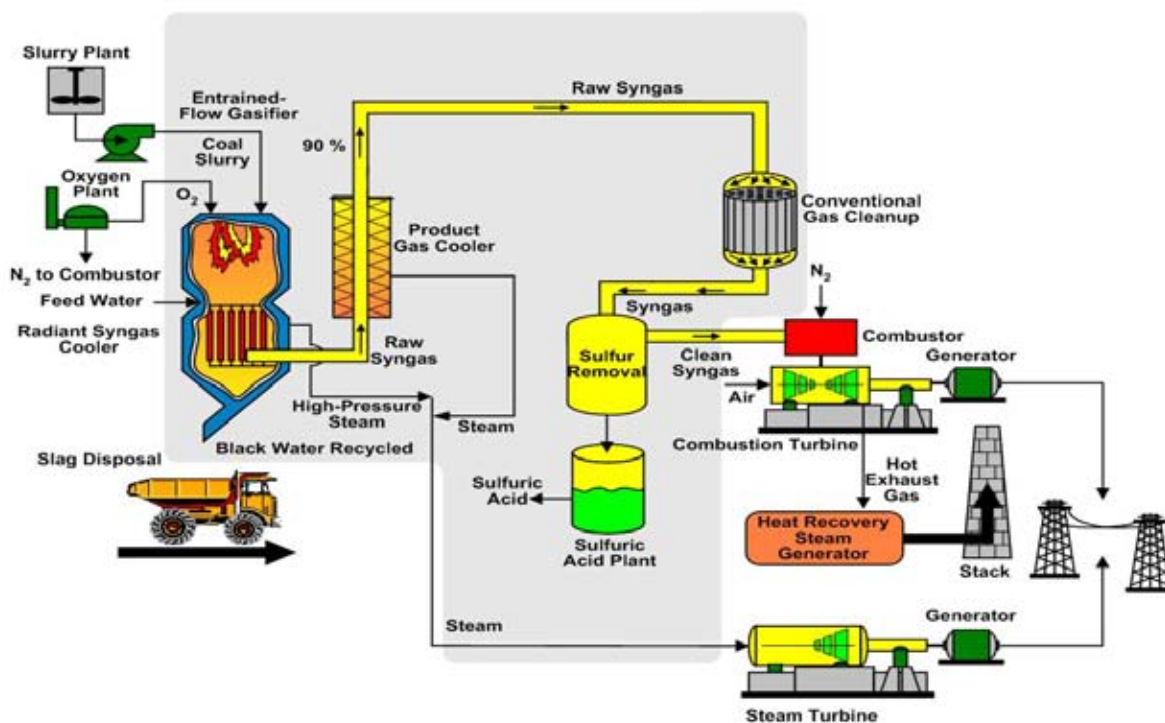 Slurry Plant
Entrained-
Flow Gasifier
Coal
Slurry
Oxygen
Plant
O2
N2 to Combustor
Feed Water
Radiant Syngas
Cooler
90 %
Product
Gas Cooler
Raw Syngas
Conventional
Gas Cleanup
Syngas
N2
Sulfur
Removal
Clean
Syngas
Combustor
Generator
Air
Combustion Turbine
Raw
Syngas
High-Pressure
Steam
Steam
Black Water Recycled
Slag Disposal
Sulfuric
Acid
Sulfuric
Acid Plant
Hot
Exhaust
Gas
Heat Recovery
Steam
Generator
Stack
Steam
Generator
Steam Turbine